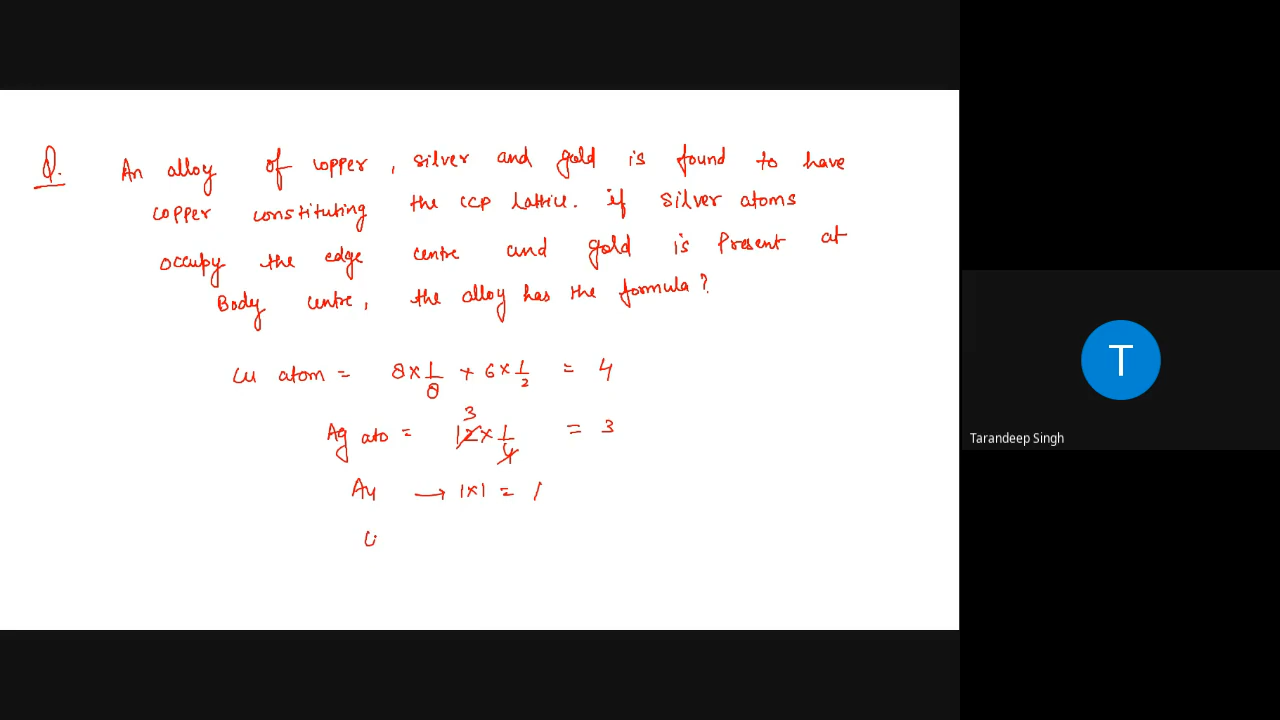 Q. An alloy of copper, silver and gold is found to have
copper constituting the CCP Lattice. if silver atoms
occupy the edge centre and gold is Present at
Body centre, the alloy has the formula?
Cu atom = 8 × 1/8 + 6 × 1/2 = 4
Ag ato = 12 × 1/4 = 3
3
Au → 1×1 = 1
T
Tarandeep Singh